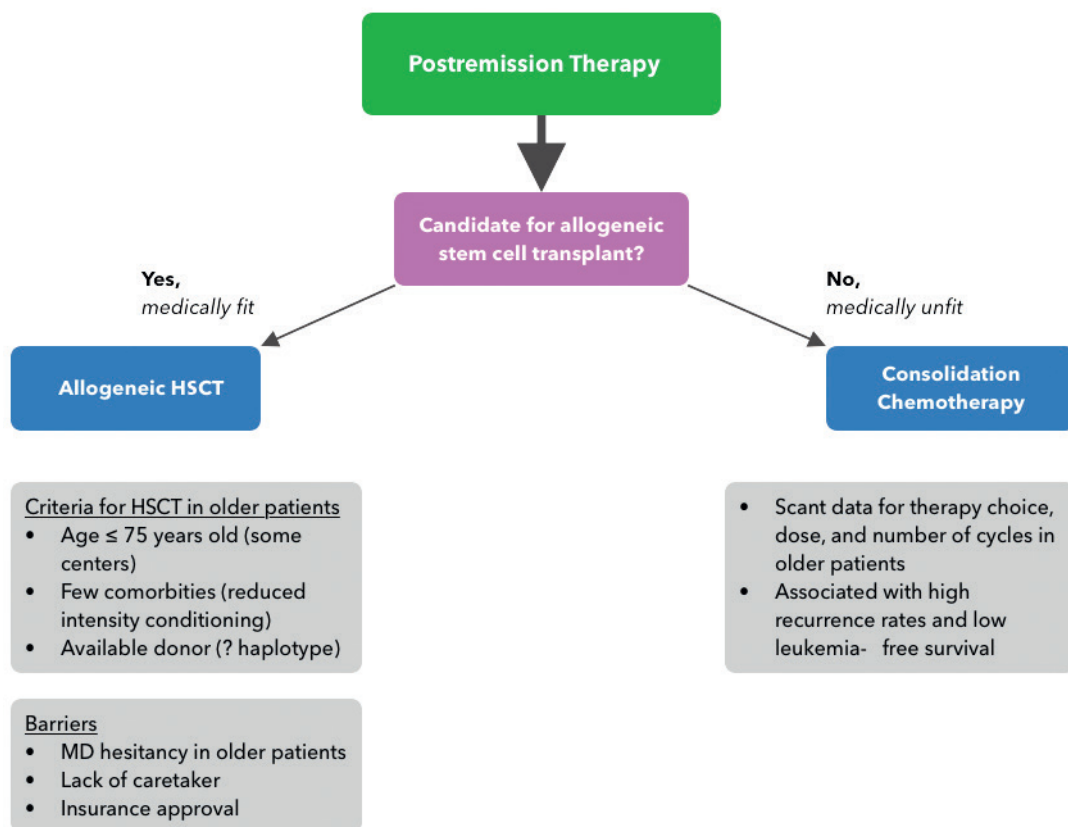 Postremission Therapy
Candidate for allogeneic
stem cell transplant?
Yes,
medically fit
No,
medically unfit
Allogeneic HSCT
Consolidation
Chemotherapy
Criteria for HSCT in older patients
• Age ≤ 75 years old (some
centers)
• Few comorbities (reduced
intensity conditioning)
• Available donor (? haplotype)
• Scant data for therapy choice,
dose, and number of cycles in
older patients
• Associated with high
recurrence rates and low
leukemia- free survival
Barriers
• MD hesitancy in older patients
• Lack of caretaker
• Insurance approval